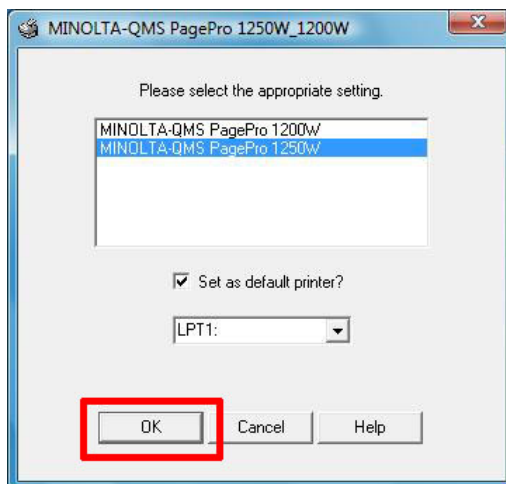 MINOLTA-QMS PagePro 1250W_1200W
Please select the appropriate setting.
MINOLTA-QMS PagePro 1200W
MINOLTA-QMS PagePro 1250W
Set as default printer?
LPT1:
OK Cancel Help